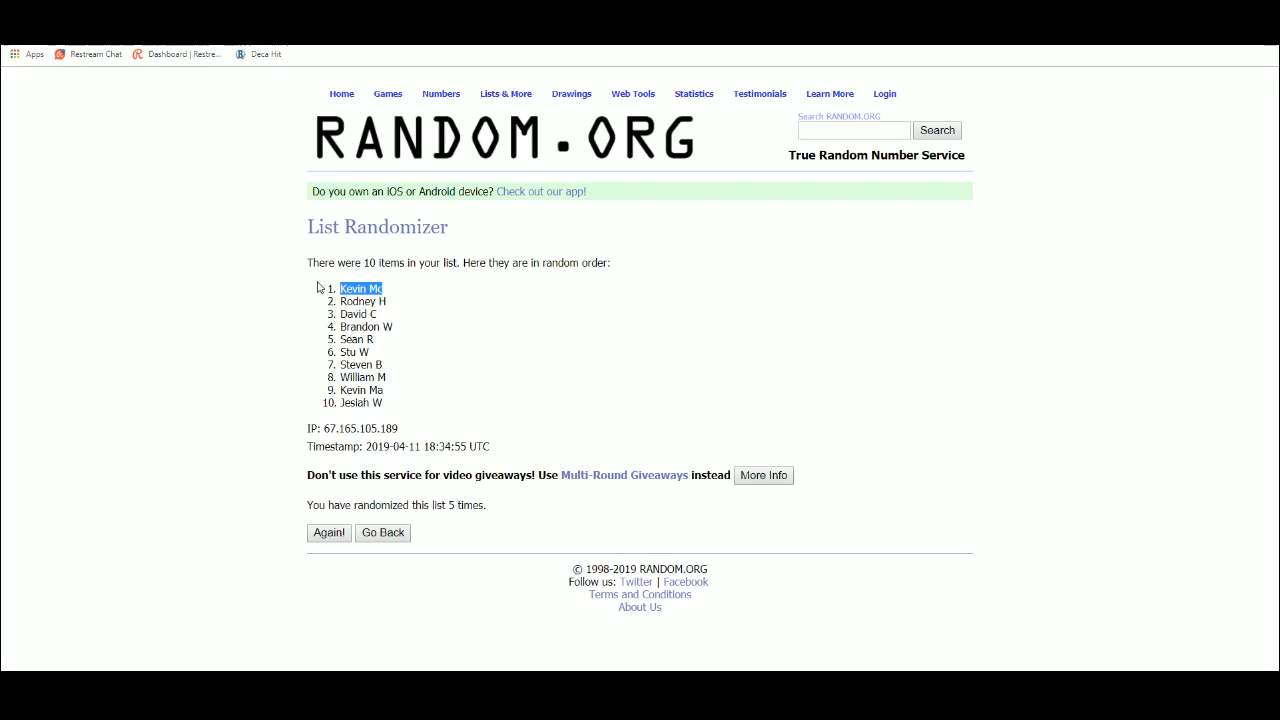 Apps Restream Chat Dashboard | Restre... Deca Hit
Home Games Numbers Lists & More Drawings Web Tools Statistics Testimonials Learn More Login
RANDOM.ORG
Search RANDOM.ORG
Search
True Random Number Service
Do you own an iOS or Android device? Check out our app!
List Randomizer
There were 10 items in your list. Here they are in random order:
1. Kevin Mc
2. Rodney H
3. David C
4. Brandon W
5. Sean R
6. Stu W
7. Steven B
8. William M
9. Kevin Ma
10. Jesiah W
IP: 67.165.105.189
Timestamp: 2019-04-11 18:34:55 UTC
Don't use this service for video giveaways! Use Multi-Round Giveaways instead More Info
You have randomized this list 5 times.
Again! Go Back
© 1998-2019 RANDOM.ORG
Follow us: Twitter | Facebook
Terms and Conditions
About Us